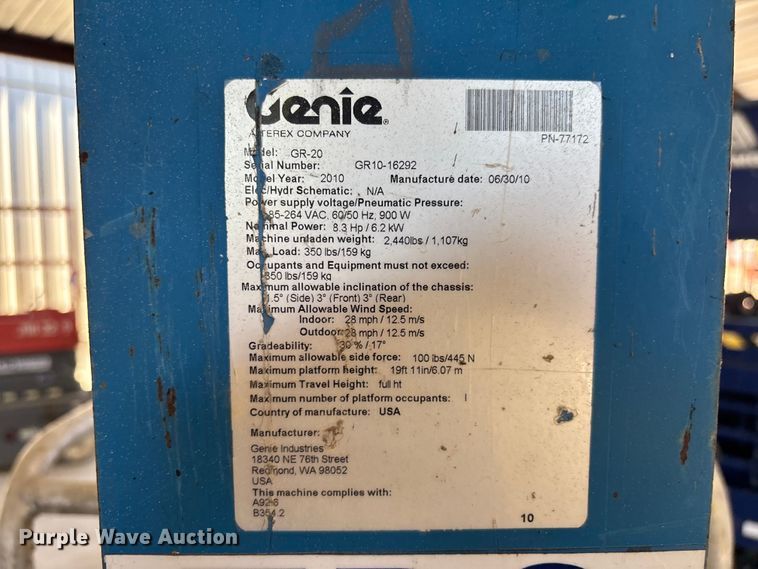 Genie®
A TEREX COMPANY
PN-77172
Model: GR-20
Serial Number: GR10-16292
Model Year: 2010 Manufacture date: 06/30/10
Elec/Hydr Schematic: N/A
Power supply voltage/Pneumatic Pressure:
85-264 VAC, 60/50 Hz, 900 W
Nominal Power: 8.3 Hp / 6.2 kW
Machine unladen weight: 2,440lbs / 1,107kg
Max. Load: 350 lbs/159 kg
Occupants and Equipment must not exceed:
350 lbs/159 kg
Maximum allowable inclination of the chassis:
1.5° (Side) 3° (Front) 3° (Rear)
Maximum Allowable Wind Speed:
Indoor: 28 mph / 12.5 m/s
Outdoor: 28 mph / 12.5 m/s
Gradeability: 30 % / 17°
Maximum allowable side force: 100 lbs/445 N
Maximum platform height: 19ft 11in/6.07 m
Maximum Travel Height: full ht
Maximum number of platform occupants: 1
Country of manufacture: USA
Manufacturer:
Genie Industries
18340 NE 76th Street
Redmond, WA 98052
USA
This machine complies with:
A92.6
B354.2
10
Purple Wave Auction